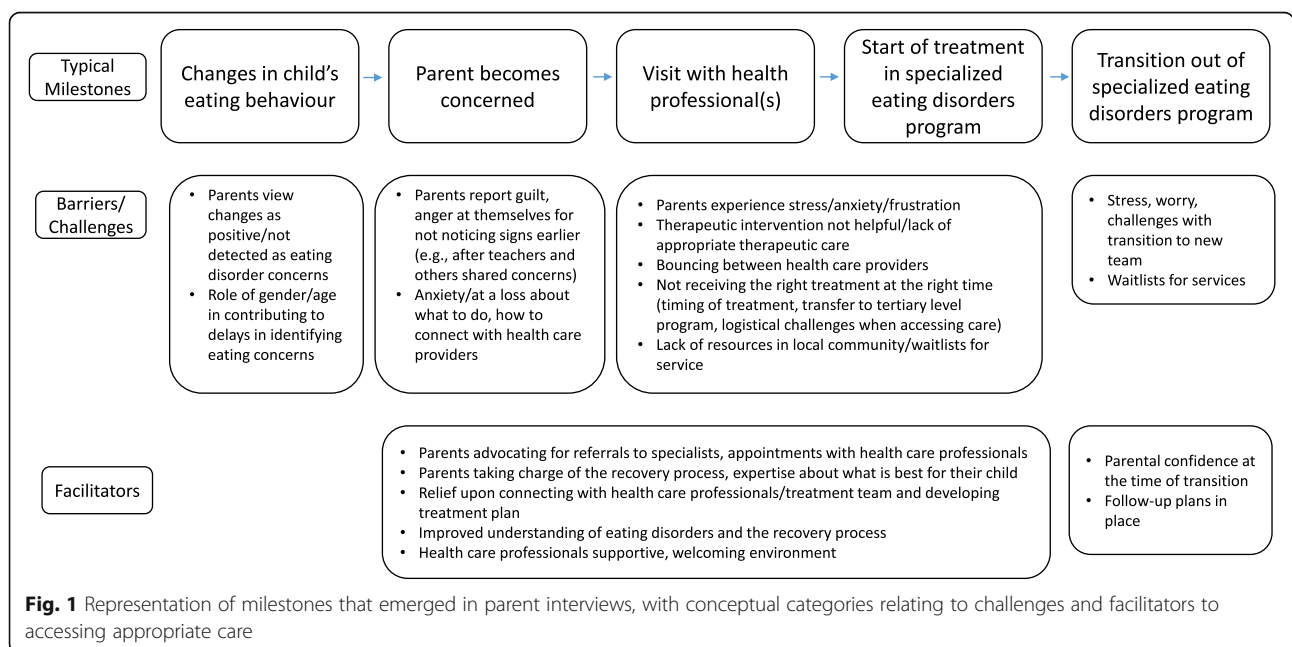 Typical
Milestones
Changes in child's
eating behaviour
Parent becomes
concerned
Visit with health
professional(s)
Start of treatment
in specialized
eating disorders
program
Transition out of
specialized eating
disorders program
Barriers/
Challenges
• Parents view
changes as
positive/not
detected as eating
disorder concerns
• Role of gender/age
in contributing to
delays in identifying
eating concerns
• Parents report guilt,
anger at themselves for
not noticing signs earlier
(e.g., after teachers and
others shared concerns)
• Anxiety/at a loss about
what to do, how to
connect with health care
providers
• Parents experience stress/anxiety/frustration
• Therapeutic intervention not helpful/lack of
appropriate therapeutic care
• Bouncing between health care providers
• Not receiving the right treatment at the right time
(timing of treatment, transfer to tertiary level
program, logistical challenges when accessing care)
• Lack of resources in local community/waitlists for
service
• Stress, worry,
challenges with
transition to new
team
• Waitlists for services
Facilitators
• Parents advocating for referrals to specialists, appointments with health care professionals
• Parents taking charge of the recovery process, expertise about what is best for their child
• Relief upon connecting with health care professionals/treatment team and developing
treatment plan
• Improved understanding of eating disorders and the recovery process
• Health care professionals supportive, welcoming environment
• Parental confidence at
the time of transition
• Follow-up plans in
place
Fig. 1 Representation of milestones that emerged in parent interviews, with conceptual categories relating to challenges and facilitators to
accessing appropriate care